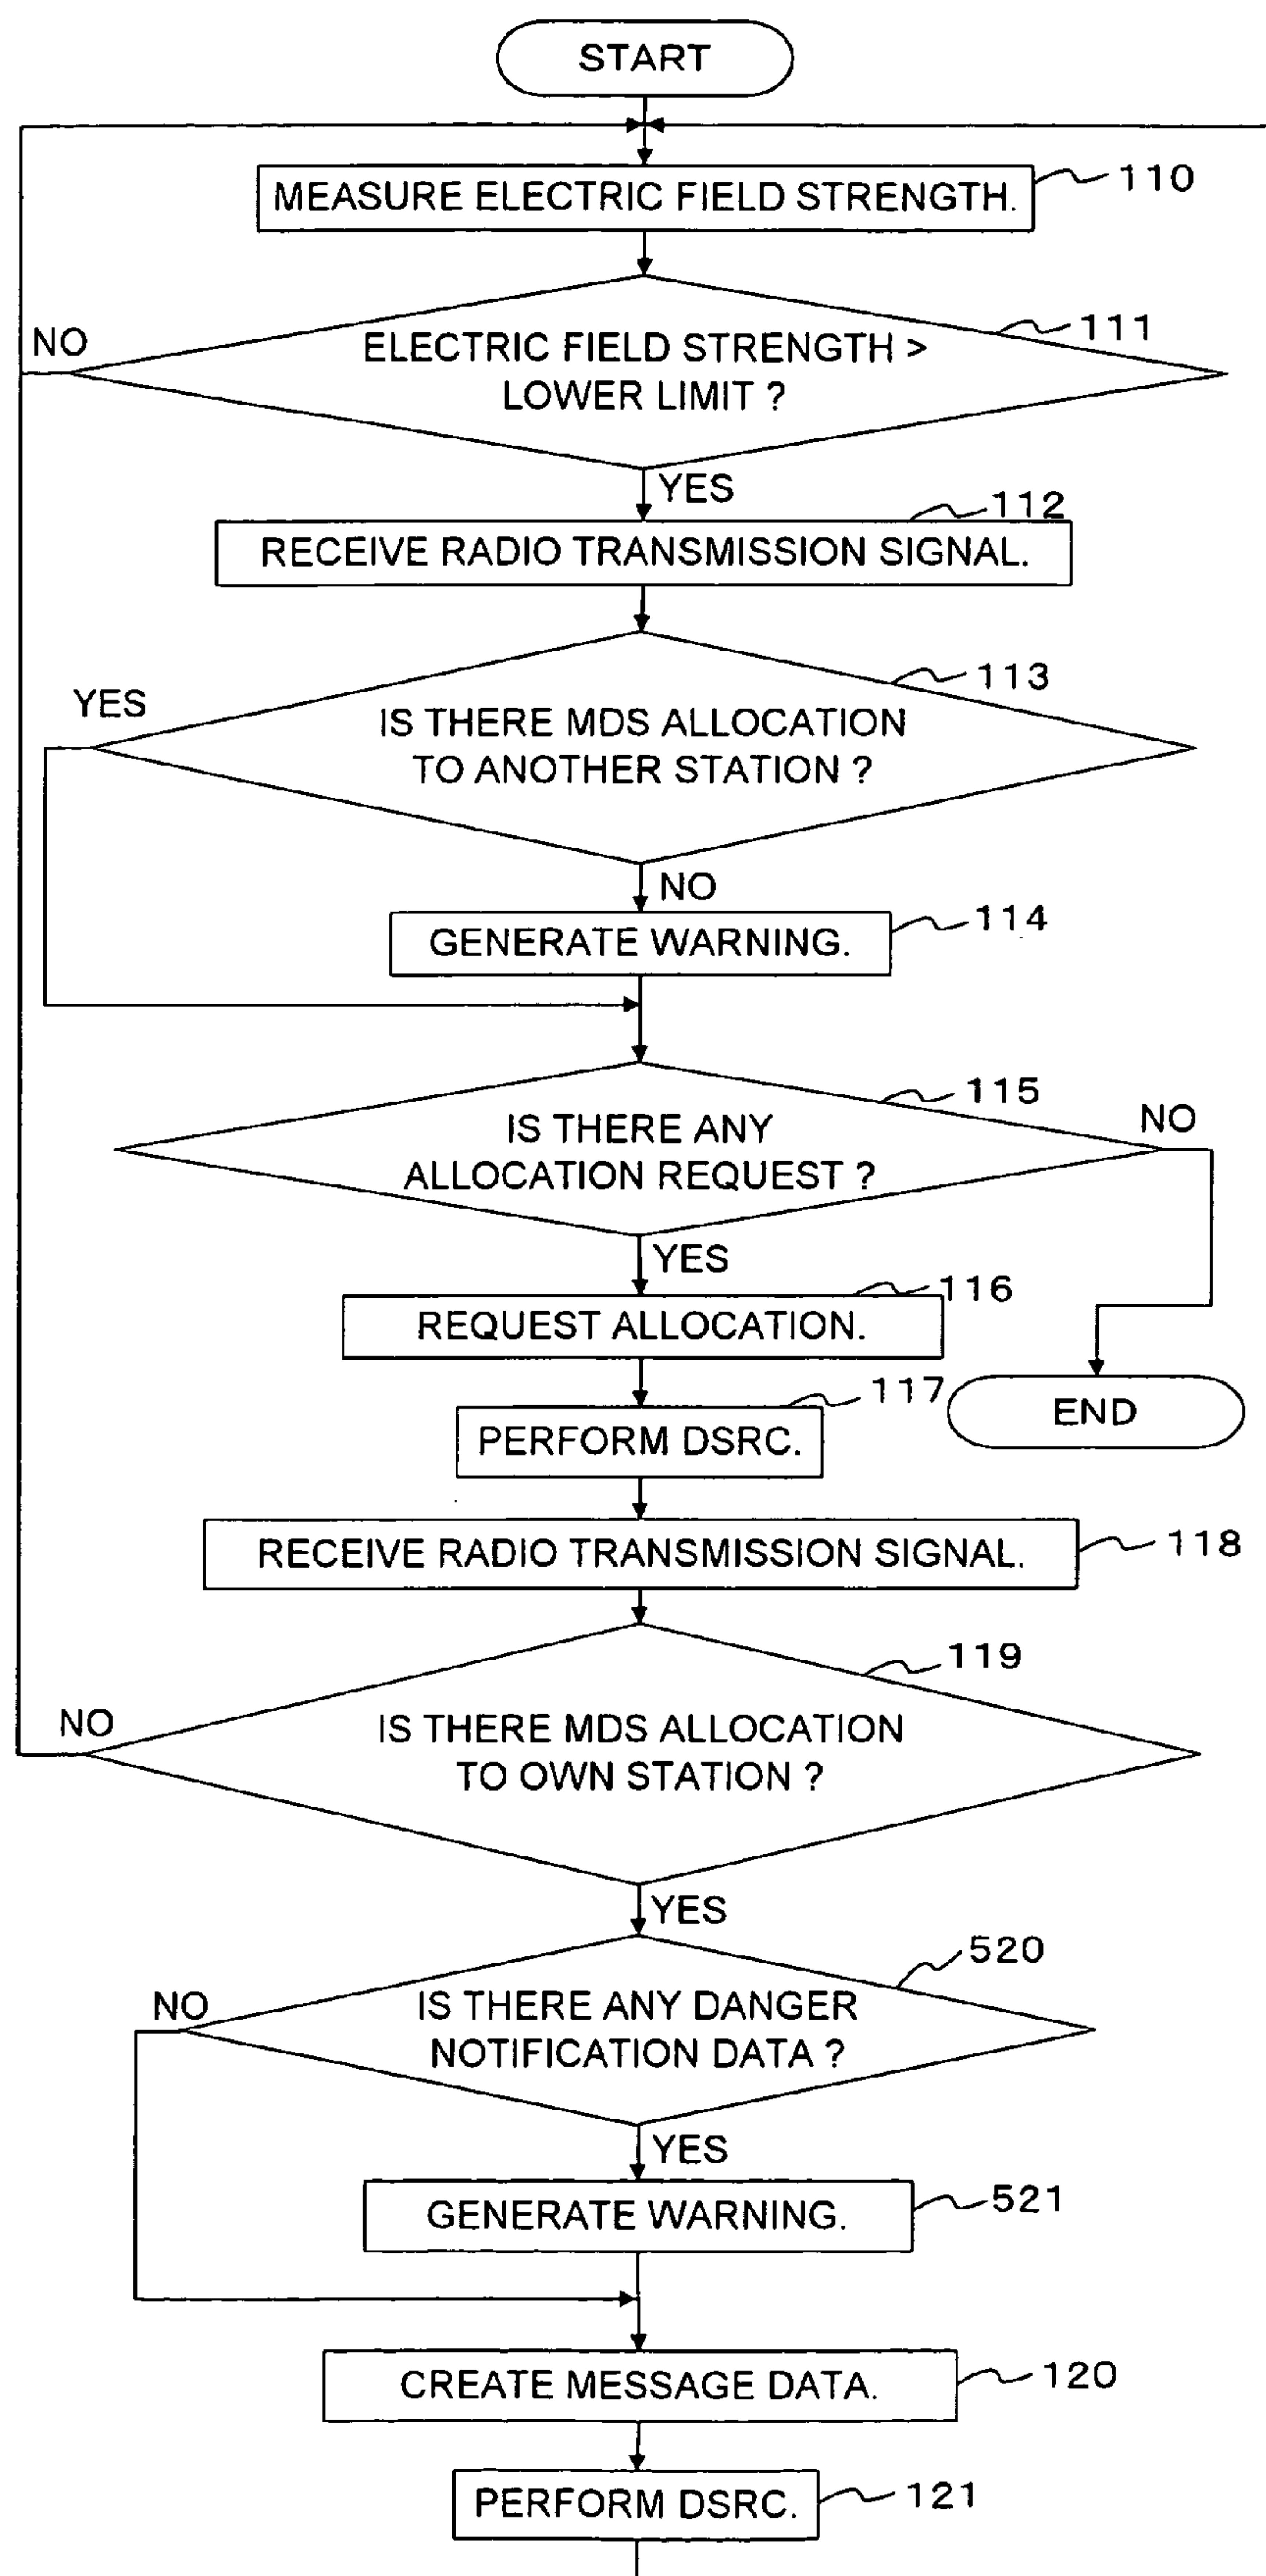 START
MEASURE ELECTRIC FIELD STRENGTH.
110
NO
ELECTRIC FIELD STRENGTH >
LOWER LIMIT ?
111
YES
112
RECEIVE RADIO TRANSMISSION SIGNAL.
113
YES
IS THERE MDS ALLOCATION
TO ANOTHER STATION ?
NO
114
GENERATE WARNING.
115
NO
IS THERE ANY
ALLOCATION REQUEST ?
YES
116
REQUEST ALLOCATION.
117
END
PERFORM DSRC.
RECEIVE RADIO TRANSMISSION SIGNAL.
118
119
NO
IS THERE MDS ALLOCATION
TO OWN STATION ?
YES
520
NO
IS THERE ANY DANGER
NOTIFICATION DATA ?
YES
521
GENERATE WARNING.
CREATE MESSAGE DATA.
120
PERFORM DSRC.
121